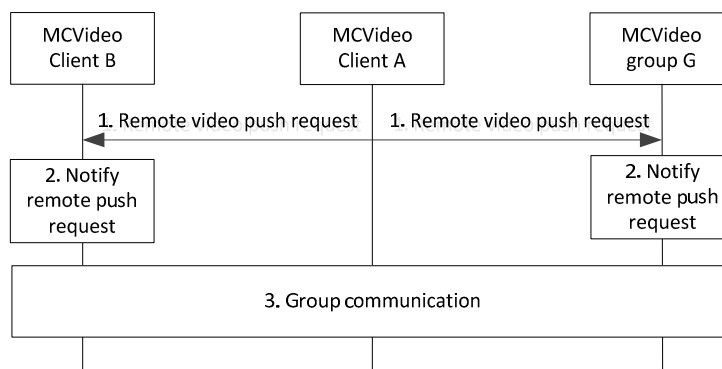 MCVideo
Client B
MCVideo
Client A
MCVideo
group G
1. Remote video push request
1. Remote video push request
2. Notify
remote push
request
2. Notify
remote push
request
3. Group communication